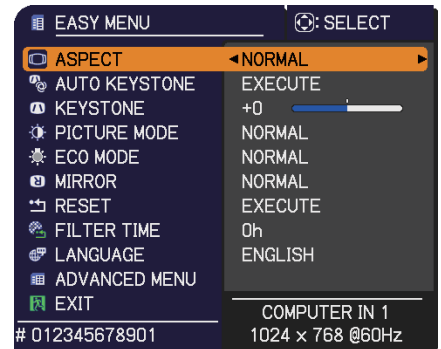 EASY MENU : SELECT
ASPECT NORMAL
AUTO KEYSTONE EXECUTE
KEYSTONE +0
PICTURE MODE NORMAL
ECO MODE NORMAL
MIRROR NORMAL
RESET EXECUTE
FILTER TIME 0h
LANGUAGE ENGLISH
ADVANCED MENU
EXIT COMPUTER IN 1
# 012345678901 1024 x 768 @60Hz